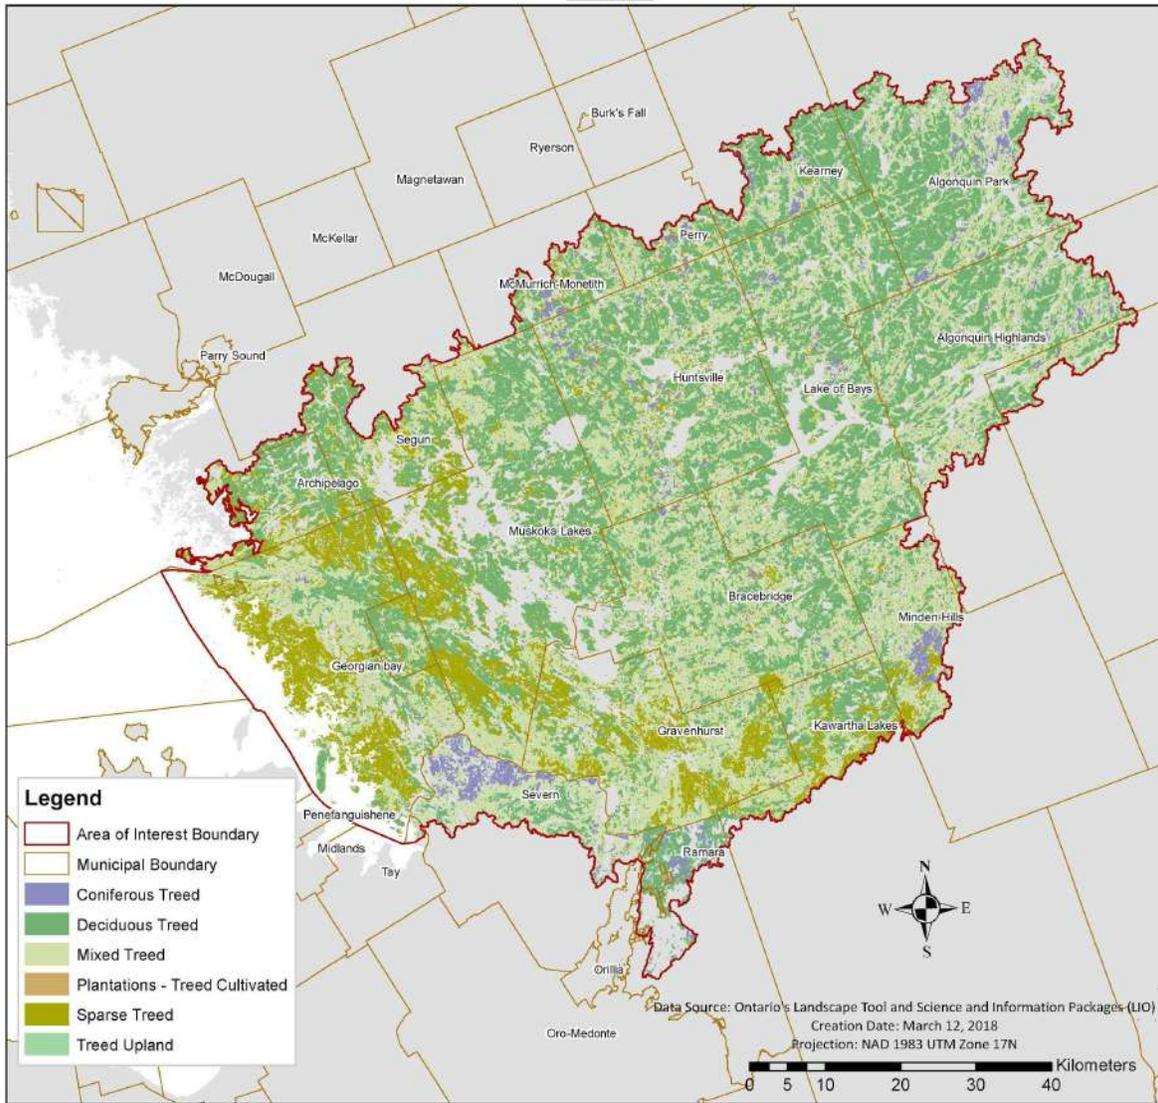 Burk's Fall
Ryerson
Kearney
Magnetawan
Algonquin Park
Perry
McKellar
McDougall
McMurrich-Monetith
Algonquin Highlands
Parry Sound
Huntsville
Lake of Bays
Segun
Archipelago
Muskoka Lakes
Bracebridge
Minden Hills
Georgian bay
Kawartha Lakes
Gravenhurst
Severn
Penetanguishene
Midlands
Ramara
Tay
Orillia
Oro-Medonte
Legend
Area of Interest Boundary
Municipal Boundary
Coniferous Treed
Deciduous Treed
Mixed Treed
Plantations - Treed Cultivated
Sparse Treed
Treed Upland
N
W E
S
Data Source: Ontario's Landscape Tool and Science and Information Packages (LIO)
Creation Date: March 12, 2018
Projection: NAD 1983 UTM Zone 17N
Kilometers
0 5 10 20 30 40